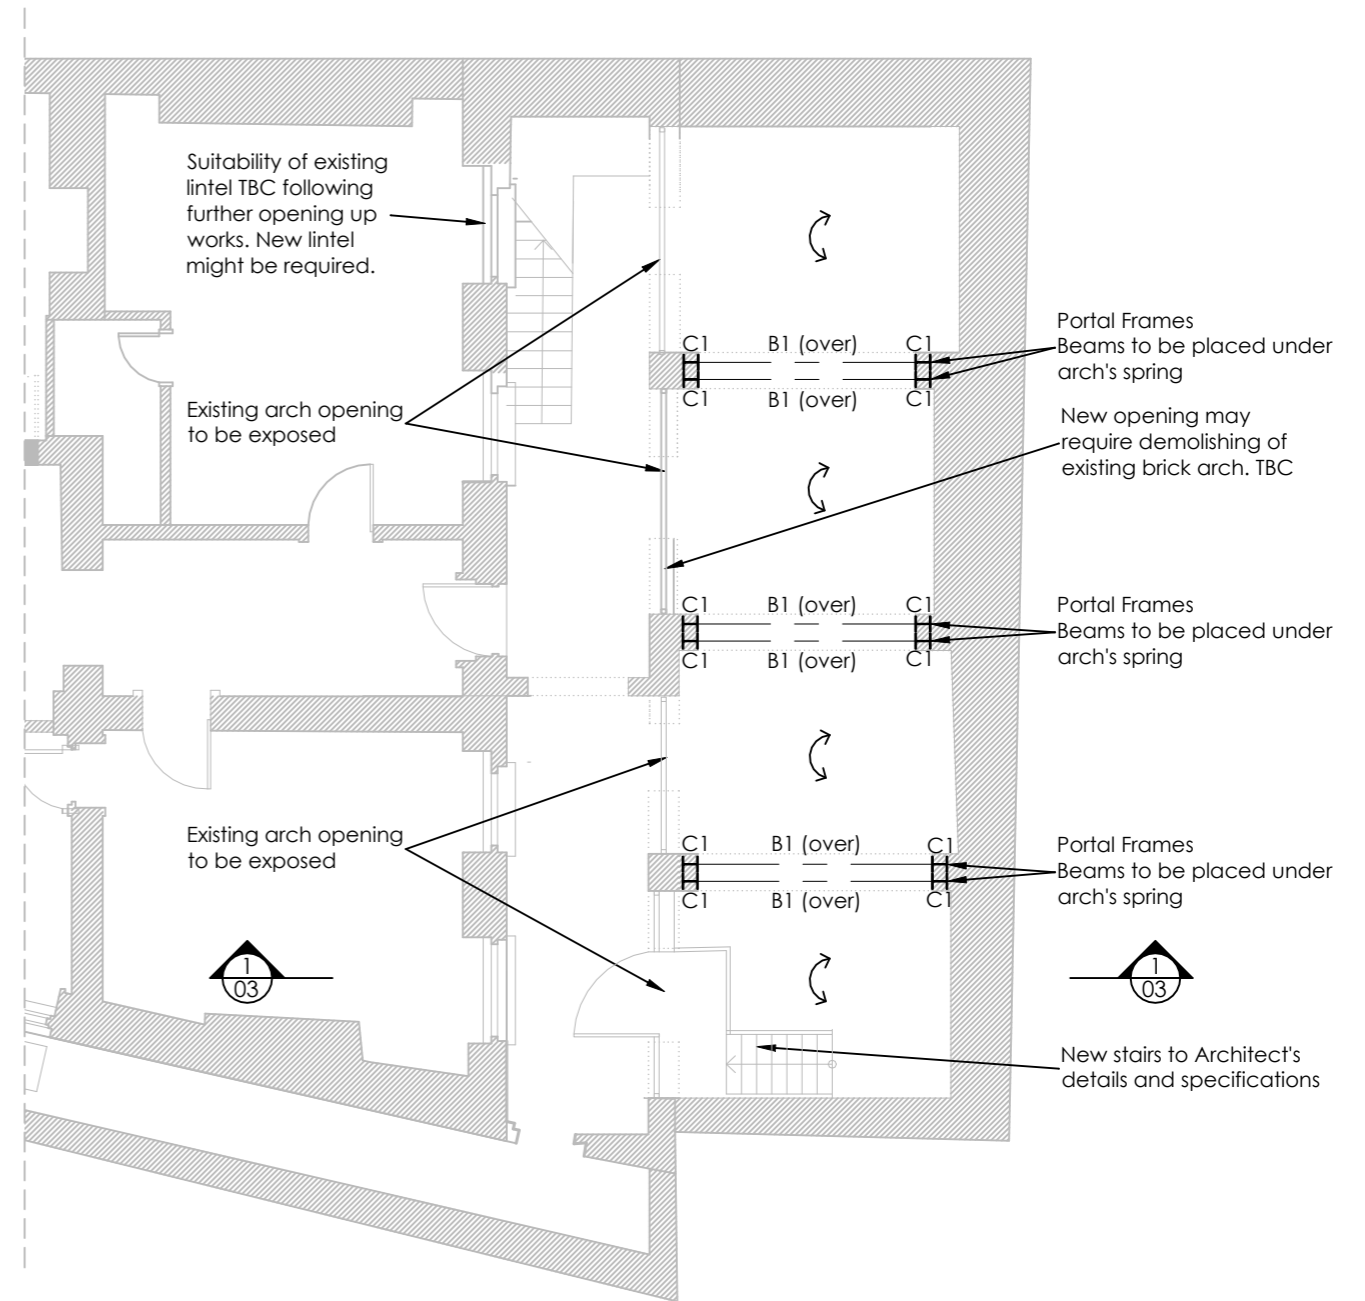 Suitability of existing
lintel TBC following
further opening up
works. New lintel
might be required.
Portal Frames
Beams to be placed under
arch's spring
C1 B1 (over) C1
C1 B1 (over) C1
Existing arch opening
to be exposed
New opening may
require demolishing of
existing brick arch. TBC
C1 B1 (over) C1
C1 B1 (over) C1
Portal Frames
Beams to be placed under
arch's spring
Existing arch opening
to be exposed
C1 B1 (over) C1
C1 B1 (over) C1
Portal Frames
Beams to be placed under
arch's spring
1
03
1
03
New stairs to Architect's
details and specifications